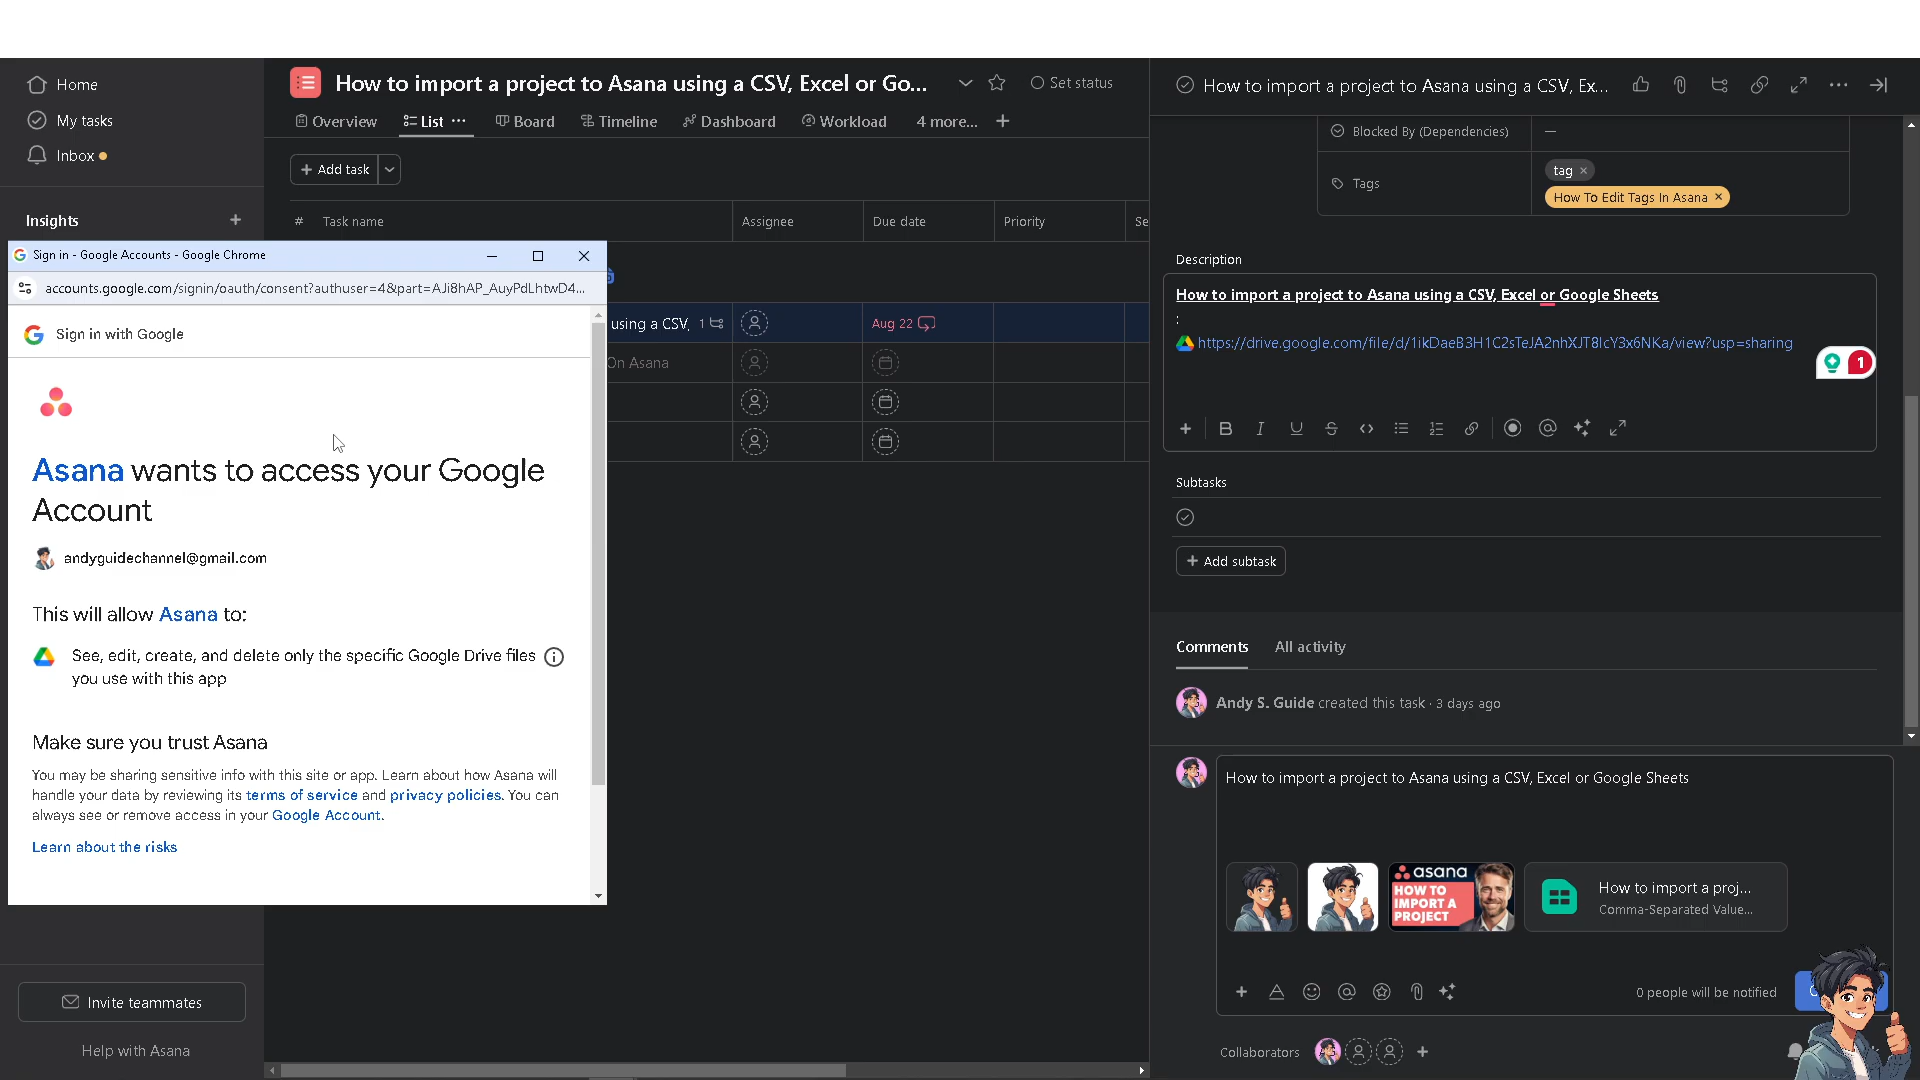 Home
My tasks
Inbox
Insights
How to import a project to Asana using a CSV, Excel or Go...
Set status
Overview
List
Board
Timeline
Dashboard
Workload
4 more...
Add task
# Task name Assignee Due date Priority Se
using a CSV, 1
Aug 22
On Asana
Sign in - Google Accounts - Google Chrome
accounts.google.com/signin/oauth/consent?authuser=4&part=AJi8hAP_AuyPdLhtwD4...
Sign in with Google
Asana wants to access your Google
Account
andyguidechannel@gmail.com
This will allow Asana to:
See, edit, create, and delete only the specific Google Drive files
you use with this app
Make sure you trust Asana
You may be sharing sensitive info with this site or app. Learn about how Asana will
handle your data by reviewing its terms of service and privacy policies. You can
always see or remove access in your Google Account.
Learn about the risks
Invite teammates
Help with Asana
How to import a project to Asana using a CSV, Ex...
Blocked By (Dependencies) —
Tags
tag
How To Edit Tags In Asana
Description
How to import a project to Asana using a CSV, Excel or Google Sheets
:
https://drive.google.com/file/d/1ikDaeB3H1C2sTeJA2nhXJT8IcY3x6NKa/view?usp=sharing
1
Subtasks
Add subtask
Comments
All activity
Andy S. Guide created this task · 3 days ago
How to import a project to Asana using a CSV, Excel or Google Sheets
asana
HOW TO
IMPORT A
PROJECT
How to import a proj...
Comma-Separated Value...
0 people will be notified
Collaborators